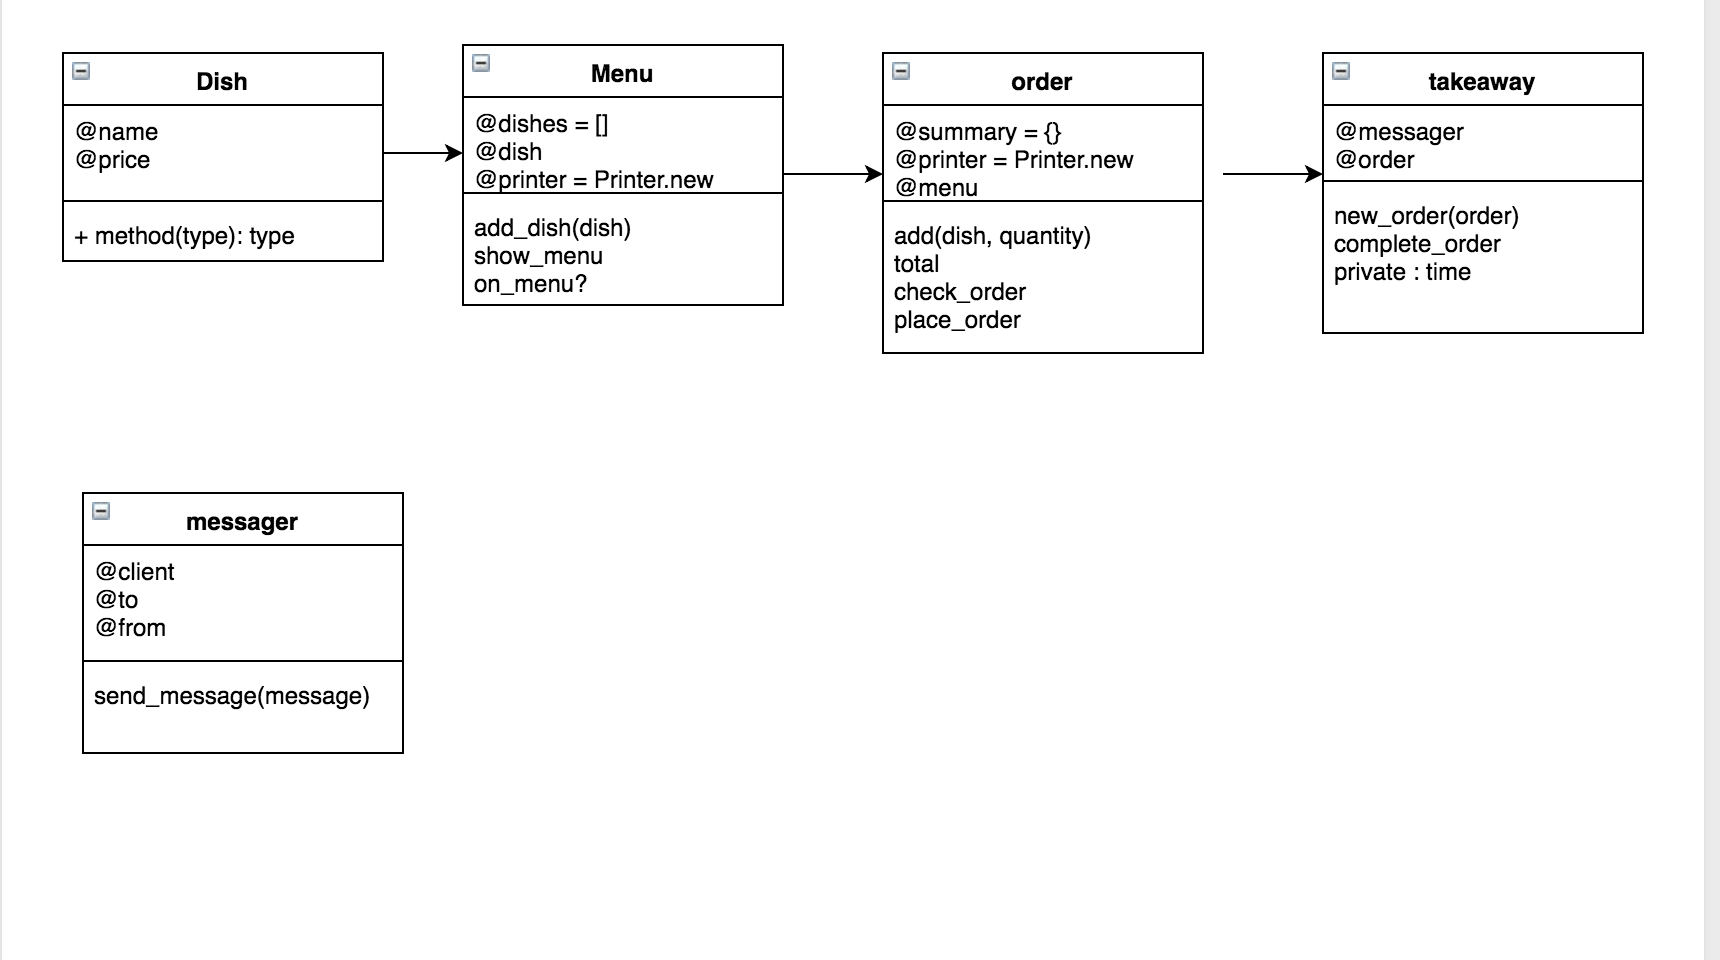 Dish
@name
@price
+ method(type): type
Menu
@dishes = []
@dish
@printer = Printer.new
add_dish(dish)
show_menu
on_menu?
order
@summary = {}
@printer = Printer.new
@menu
add(dish, quantity)
total
check_order
place_order
takeaway
@messager
@order
new_order(order)
complete_order
private : time
messager
@client
@to
@from
send_message(message)